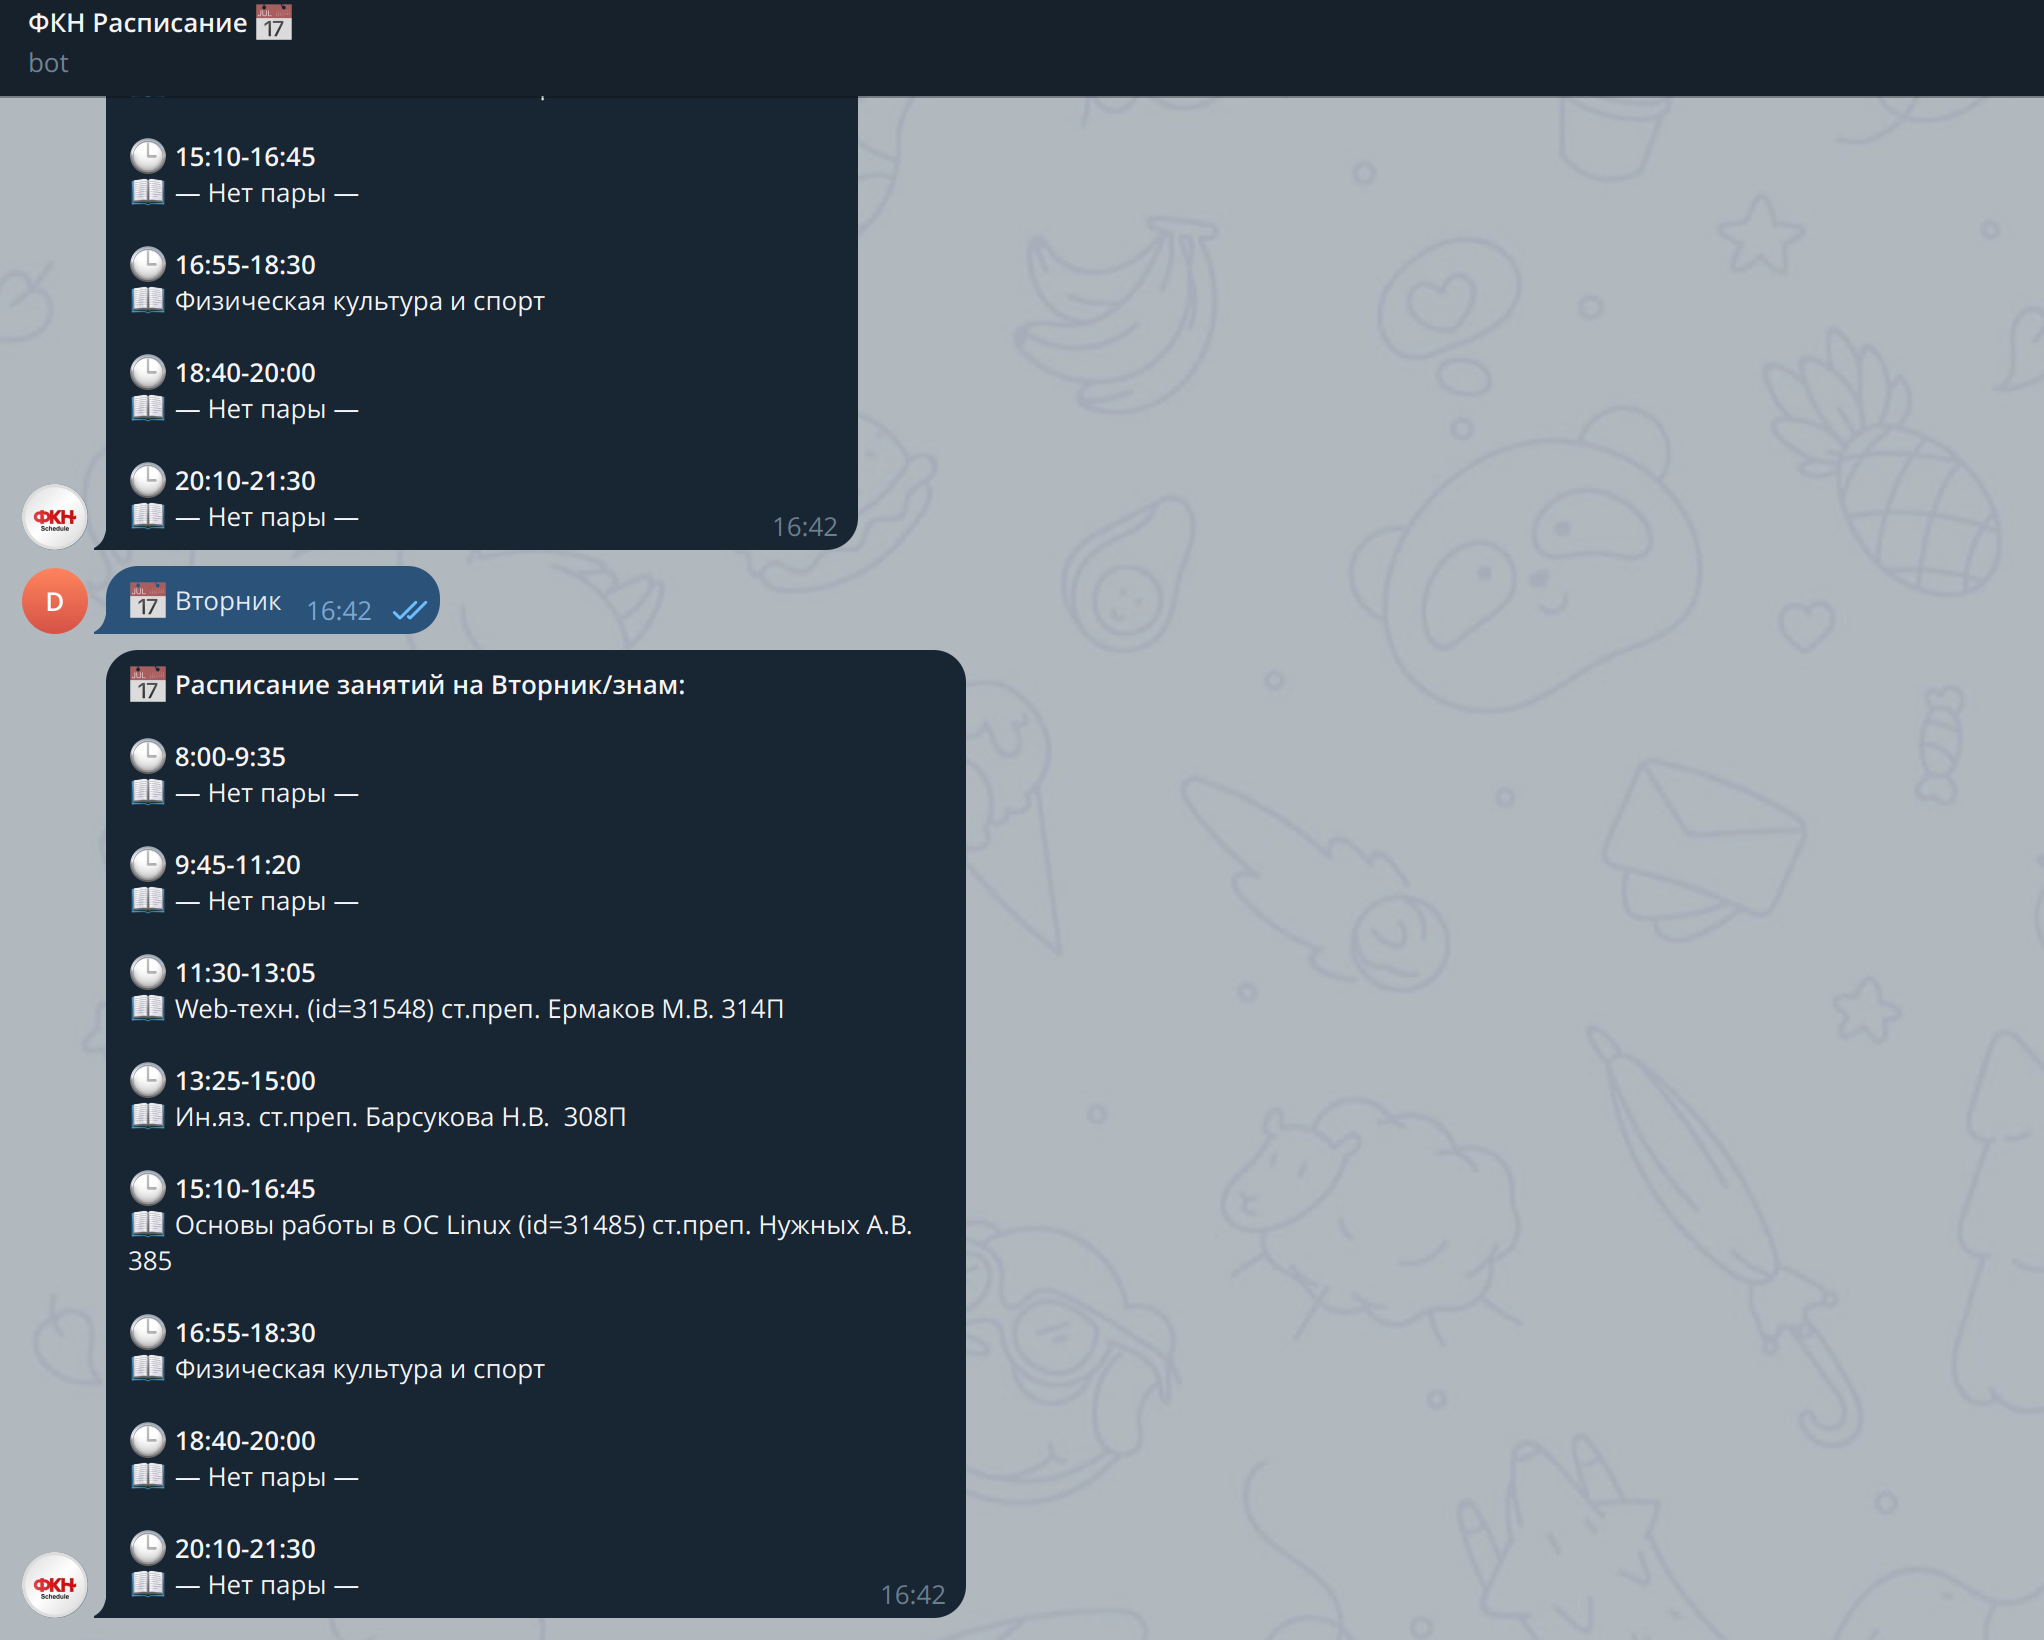 ФКН Расписание
bot
15:10-16:45
— Нет пары —
16:55-18:30
Физическая культура и спорт
18:40-20:00
— Нет пары —
20:10-21:30
— Нет пары —
16:42
ФКН
Schedule
D
Вторник 16:42
Расписание занятий на Вторник/знам:
8:00-9:35
— Нет пары —
9:45-11:20
— Нет пары —
11:30-13:05
Web-техн. (id=31548) ст.преп. Ермаков М.В. 314П
13:25-15:00
Ин.яз. ст.преп. Барсукова Н.В.  308П
15:10-16:45
Основы работы в ОС Linux (id=31485) ст.преп. Нужных А.В.
385
16:55-18:30
Физическая культура и спорт
18:40-20:00
— Нет пары —
20:10-21:30
— Нет пары —
16:42
ФКН
Schedule